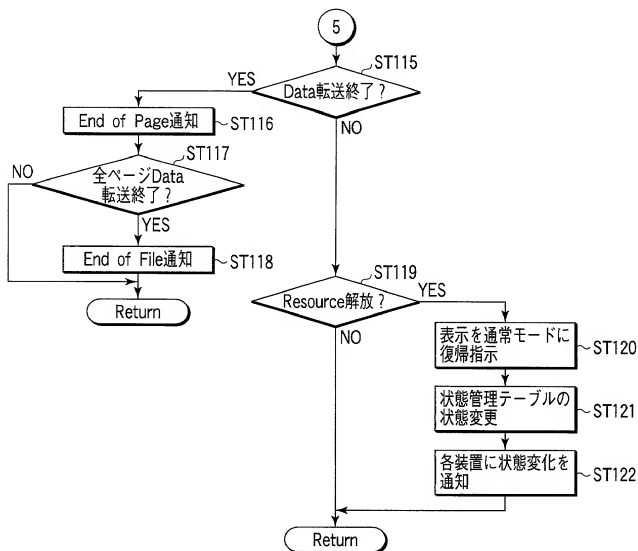 5
ST115
YES
Data転送終了？
NO
End of Page通知
ST116
ST117
NO
全ページData
転送終了？
YES
End of File通知
ST118
Return
ST119
Resource解放？
YES
NO
表示を通常モードに
復帰指示
ST120
状態管理テーブルの
状態変更
ST121
各装置に状態変化を
通知
ST122
Return